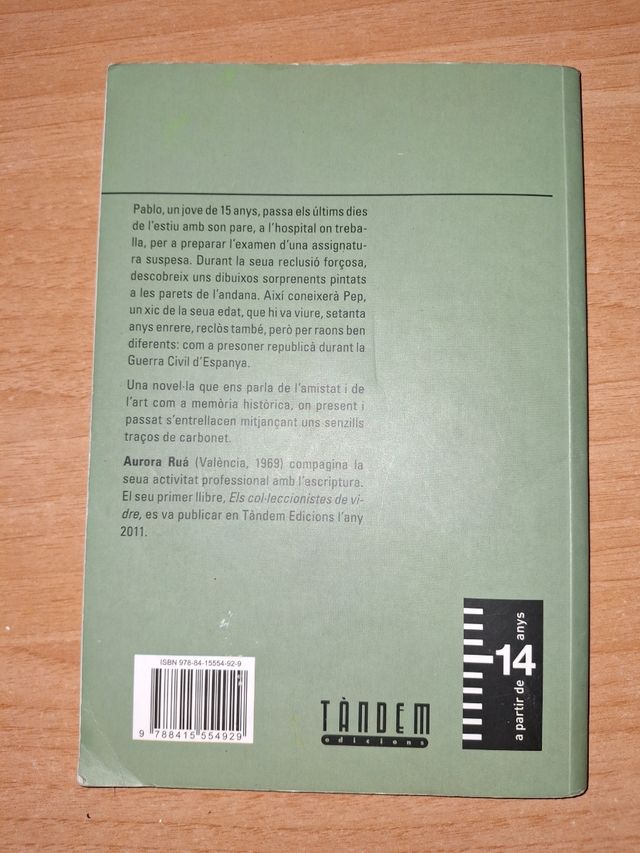 Pablo, un jove de 15 anys, passa els últims dies
de l'estiu amb son pare, a l'hospital on treba-
lla, per a preparar l'examen d'una assignatu-
ra suspesa. Durant la seua reclusió forçosa,
descobreix uns dibuixos sorprenents pintats
a les parets de l'andana. Així coneixerà Pep,
un xic de la seua edat, que hi va viure, setanta
anys enrere, reclòs també, però per raons ben
diferents: com a presoner republicà durant la
Guerra Civil d'Espanya.
Una novel·la que ens parla de l'amistat i de
l'art com a memòria històrica, on present i
passat s'entrellacen mitjançant uns senzills
traços de carbonet.
Aurora Ruá (València, 1969) compagina la
seua activitat professional amb l'escriptura.
El seu primer llibre, Els col·leccionistes de vi-
dre, es va publicar en Tàndem Edicions l'any
2011.
ISBN 978-84-15554-92-9
9 788415 554929
TÀNDEM
edicions
a partir de 14 anys